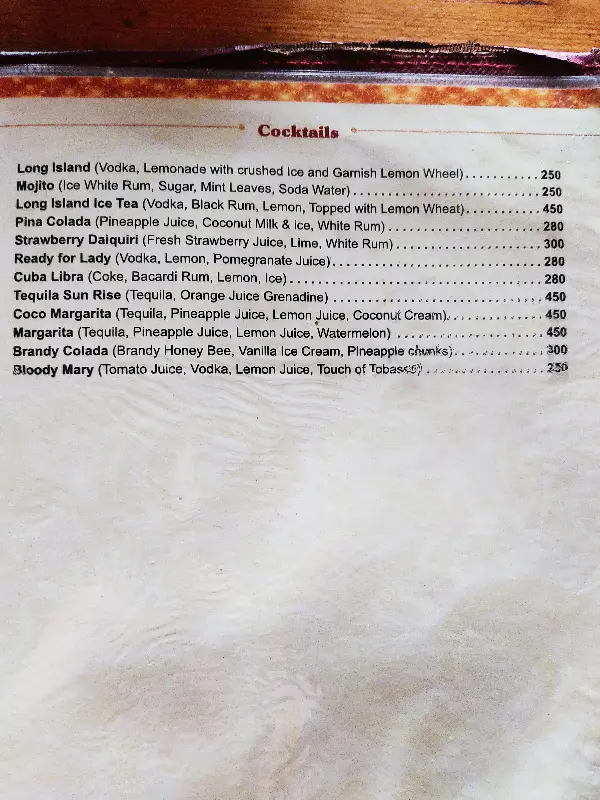 Cocktails
Long Island (Vodka, Lemonade with crushed Ice and Garnish Lemon Wheel)...........250
Mojito (Ice White Rum, Sugar, Mint Leaves, Soda Water)..............................250
Long Island Ice Tea (Vodka, Black Rum, Lemon, Topped with Lemon Wheat)...........450
Pina Colada (Pineapple Juice, Coconut Milk & ice, White Rum)........................280
Strawberry Daiquiri (Fresh Strawberry Juice, Lime, White Rum).......................300
Ready for Lady (Vodka, Lemon, Pomegranate Juice)....................................280
Cuba Libra (Coke, Bacardi Rum, Lemon, Ice)..........................................280
Tequila Sun Rise (Tequila, Orange Juice Grenadine)..................................450
Coco Margarita (Tequila, Pineapple Juice, Lemon Juice, Coconut Cream)...............450
Margarita (Tequila, Pineapple Juice, Lemon Juice, Watermelon).......................450
Brandy Colada (Brandy Honey Bee, Vanilla Ice Cream, PIneapple chunks)...............300
Bloody Mary (Tomato Juice, Vodka, Lemon Juice, Touch of Tobasco)....................250